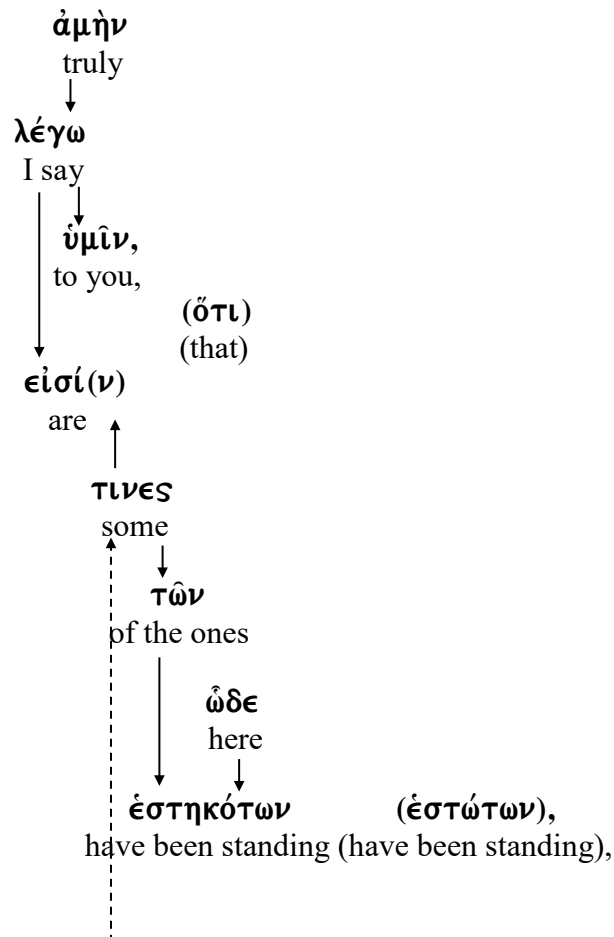 ἀμὴν
truly
λέγω
I say
ὑμῖν,
to you,
(ὅτι)
(that)
εἰσί(ν)
are
τινες
some
τῶν
of the ones
ὧδε
here
ἑστηκότων (ἑστώτων),
have been standing (have been standing),